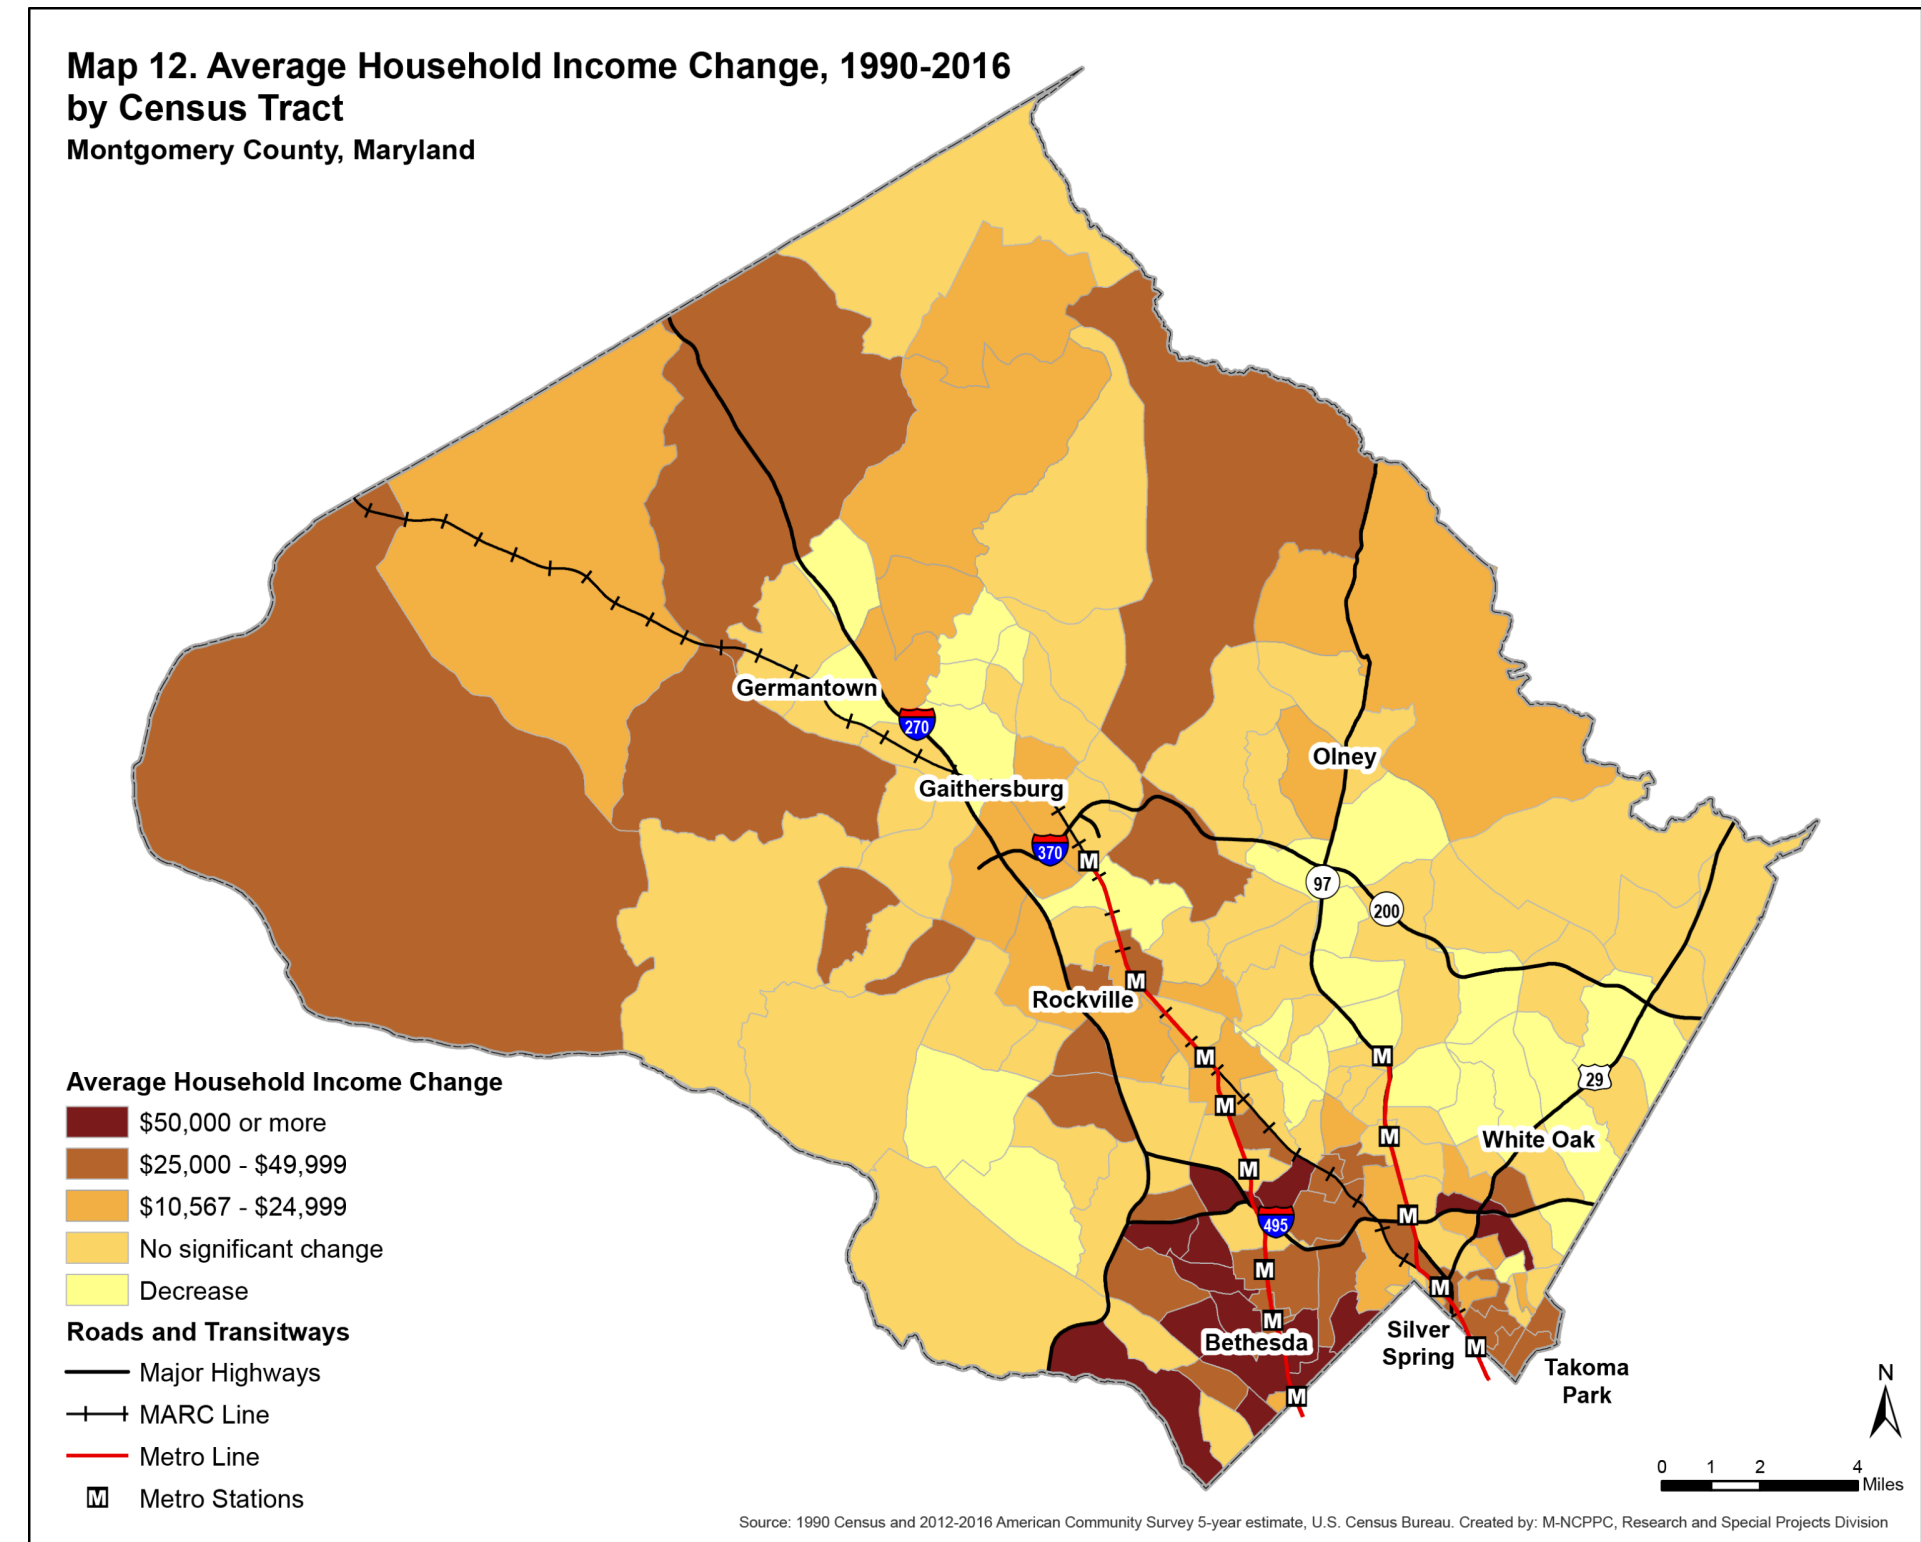 Map 12. Average Household Income Change, 1990-2016
by Census Tract
Montgomery County, Maryland
Germantown
270
Olney
Gaithersburg
370
M
97
200
M
Rockville
M
M
29
M
M
White Oak
M
M
495
M
M
M
M
Bethesda
Silver
Spring
M
Takoma
Park
M
Average Household Income Change
$50,000 or more
$25,000 - $49,999
$10,567 - $24,999
No significant change
Decrease
Roads and Transitways
Major Highways
MARC Line
Metro Line
M Metro Stations
N
0 1 2 4
Miles
Source: 1990 Census and 2012-2016 American Community Survey 5-year estimate, U.S. Census Bureau. Created by: M-NCPPC, Research and Special Projects Division